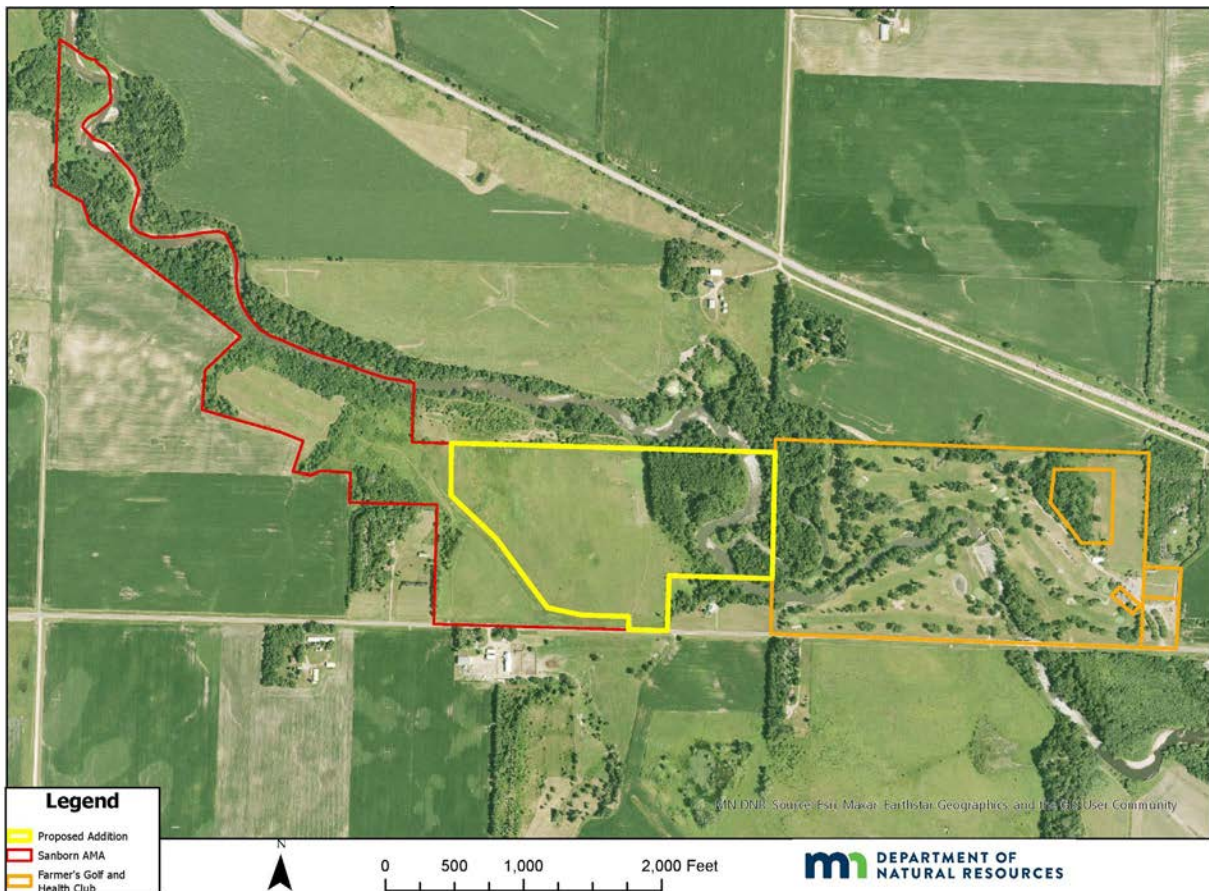 MN DNR, Source: Esri, Maxar, Earthstar Geographics, and the GIS User Community
Legend
Proposed Addition
Sanborn AMA
Farmer's Golf and
Health Club
N
0 500 1,000 2,000 Feet
mn DEPARTMENT OF
NATURAL RESOURCES